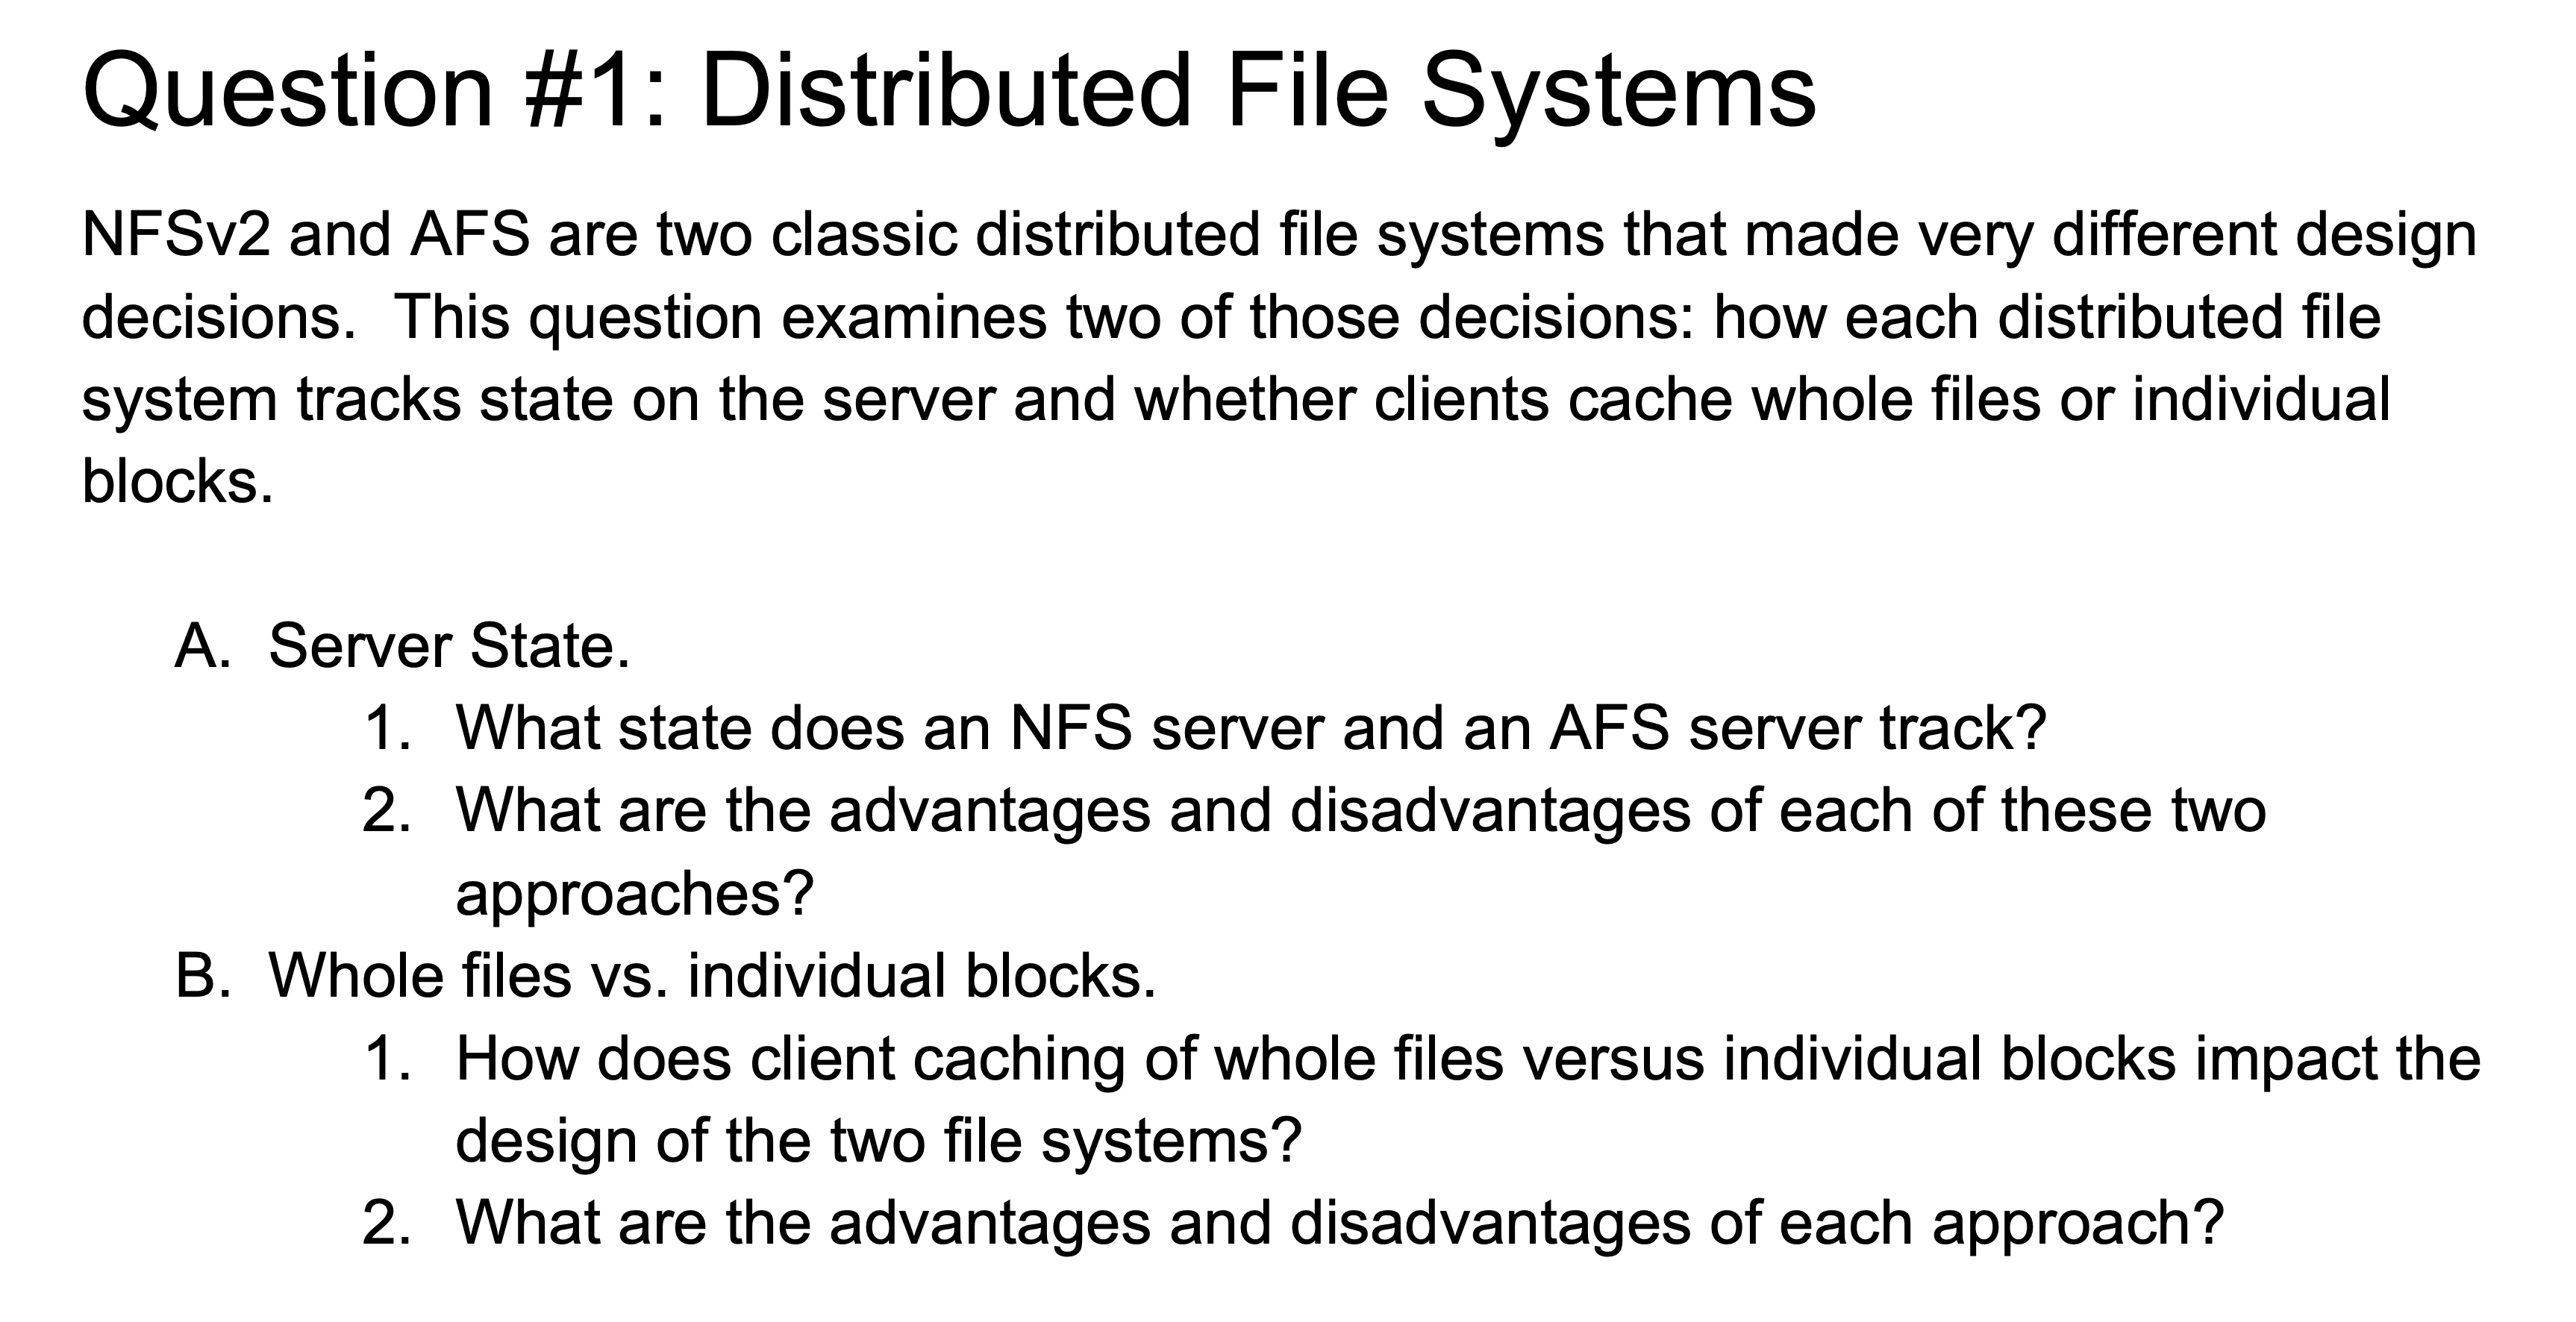 Question #1: Distributed File Systems
NFSv2 and AFS are two classic distributed file systems that made very different design
decisions.  This question examines two of those decisions: how each distributed file
system tracks state on the server and whether clients cache whole files or individual
blocks.
A. Server State.
1. What state does an NFS server and an AFS server track?
2. What are the advantages and disadvantages of each of these two
approaches?
B. Whole files vs. individual blocks.
1. How does client caching of whole files versus individual blocks impact the
design of the two file systems?
2. What are the advantages and disadvantages of each approach?